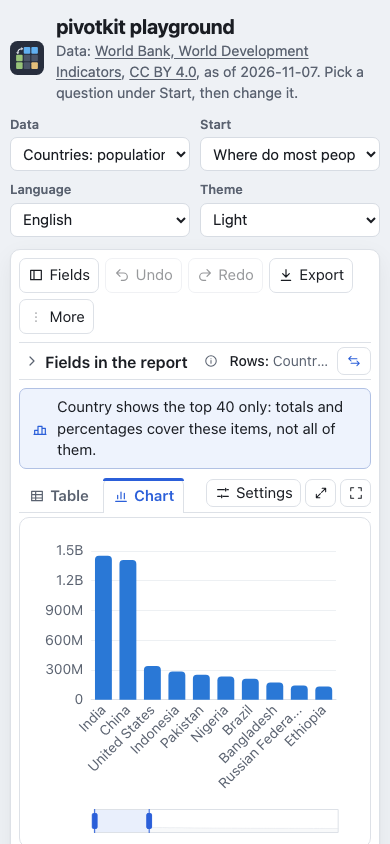 pivotkit playground
Data: World Bank, World Development
Indicators, CC BY 4.0, as of 2026-11-07. Pick a
question under Start, then change it.
Data
Start
Countries: population
Where do most peop
Language
Theme
English
Light
Fields
Undo
Redo
Export
More
Fields in the report
Rows: Countr...
Country shows the top 40 only: totals and
percentages cover these items, not all of
them.
Table
Chart
Settings
1.5B
1.2B
900M
600M
300M
0
India
China
United States
Indonesia
Pakistan
Nigeria
Brazil
Bangladesh
Russian Federa...
Ethiopia